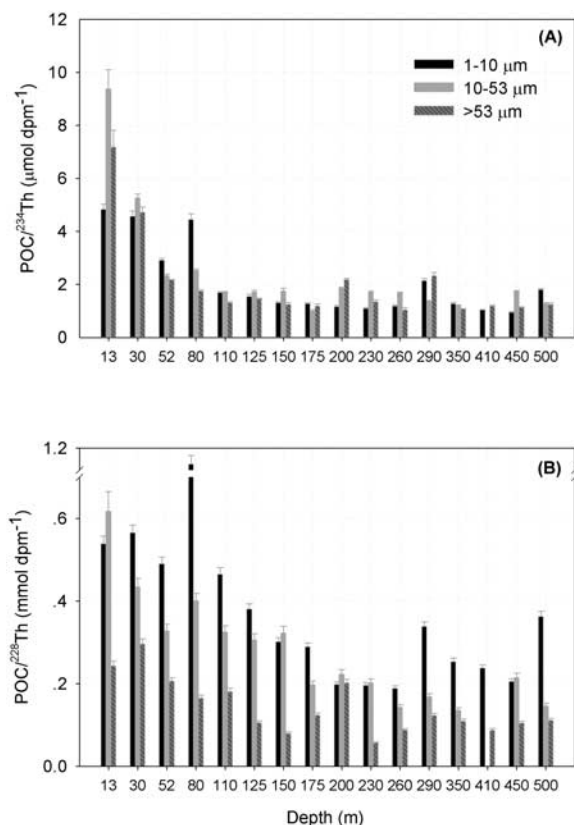 (A)
12
10
8
6
4
2
0
POC/²³⁴Th (μmol dpm⁻¹)
1-10 μm
10-53 μm
>53 μm
13 30 52 80 110 125 150 175 200 230 260 290 350 410 450 500
(B)
1.2
.6
.4
.2
0.0
POC/²²⁸Th (mmol dpm⁻¹)
13 30 52 80 110 125 150 175 200 230 260 290 350 410 450 500
Depth (m)